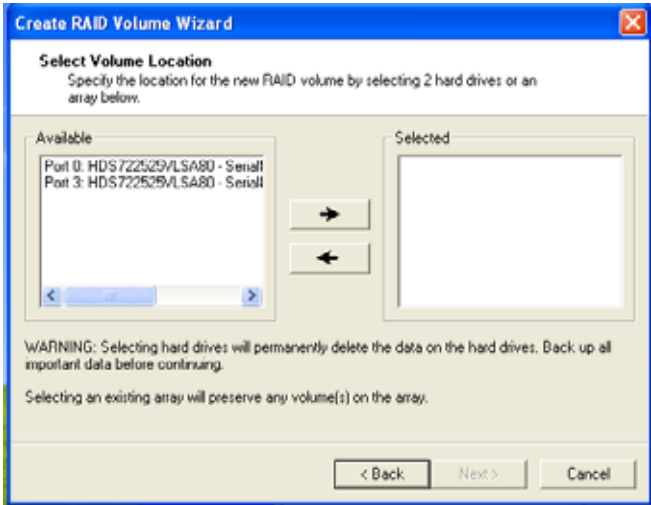 Create RAID Volume Wizard
Select Volume Location
Specify the location for the new RAID volume by selecting 2 hard drives or an
array below.
Available
Selected
Port 0: HDS722525VLSA80 - Serial
Port 3: HDS722525VLSA80 - Serial
WARNING: Selecting hard drives will permanently delete the data on the hard drives. Back up all
important data before continuing.
Selecting an existing array will preserve any volume(s) on the array.
< Back
Next >
Cancel